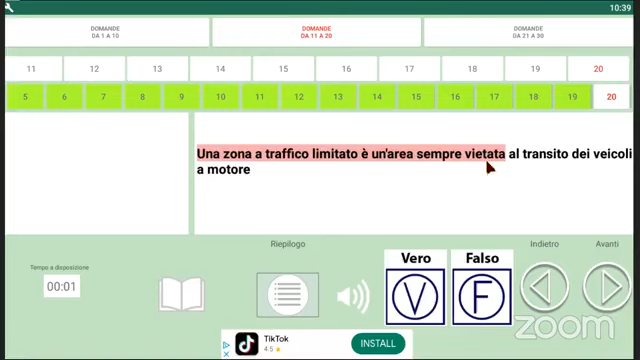 10:39
DOMANDE
DA 1 A 10
DOMANDE
DA 11 A 20
DOMANDE
DA 21 A 30
11 12 13 14 15 16 17 18 19 20
5 6 7 8 9 10 11 12 13 14 15 16 17 18 19 20
Una zona a traffico limitato è un'area sempre vietata al transito dei veicoli
a motore
Riepilogo
Tempo a disposizione
00:01
Vero
V
Falso
F
Indietro
Avanti
TikTok
4.5
INSTALL
zoom